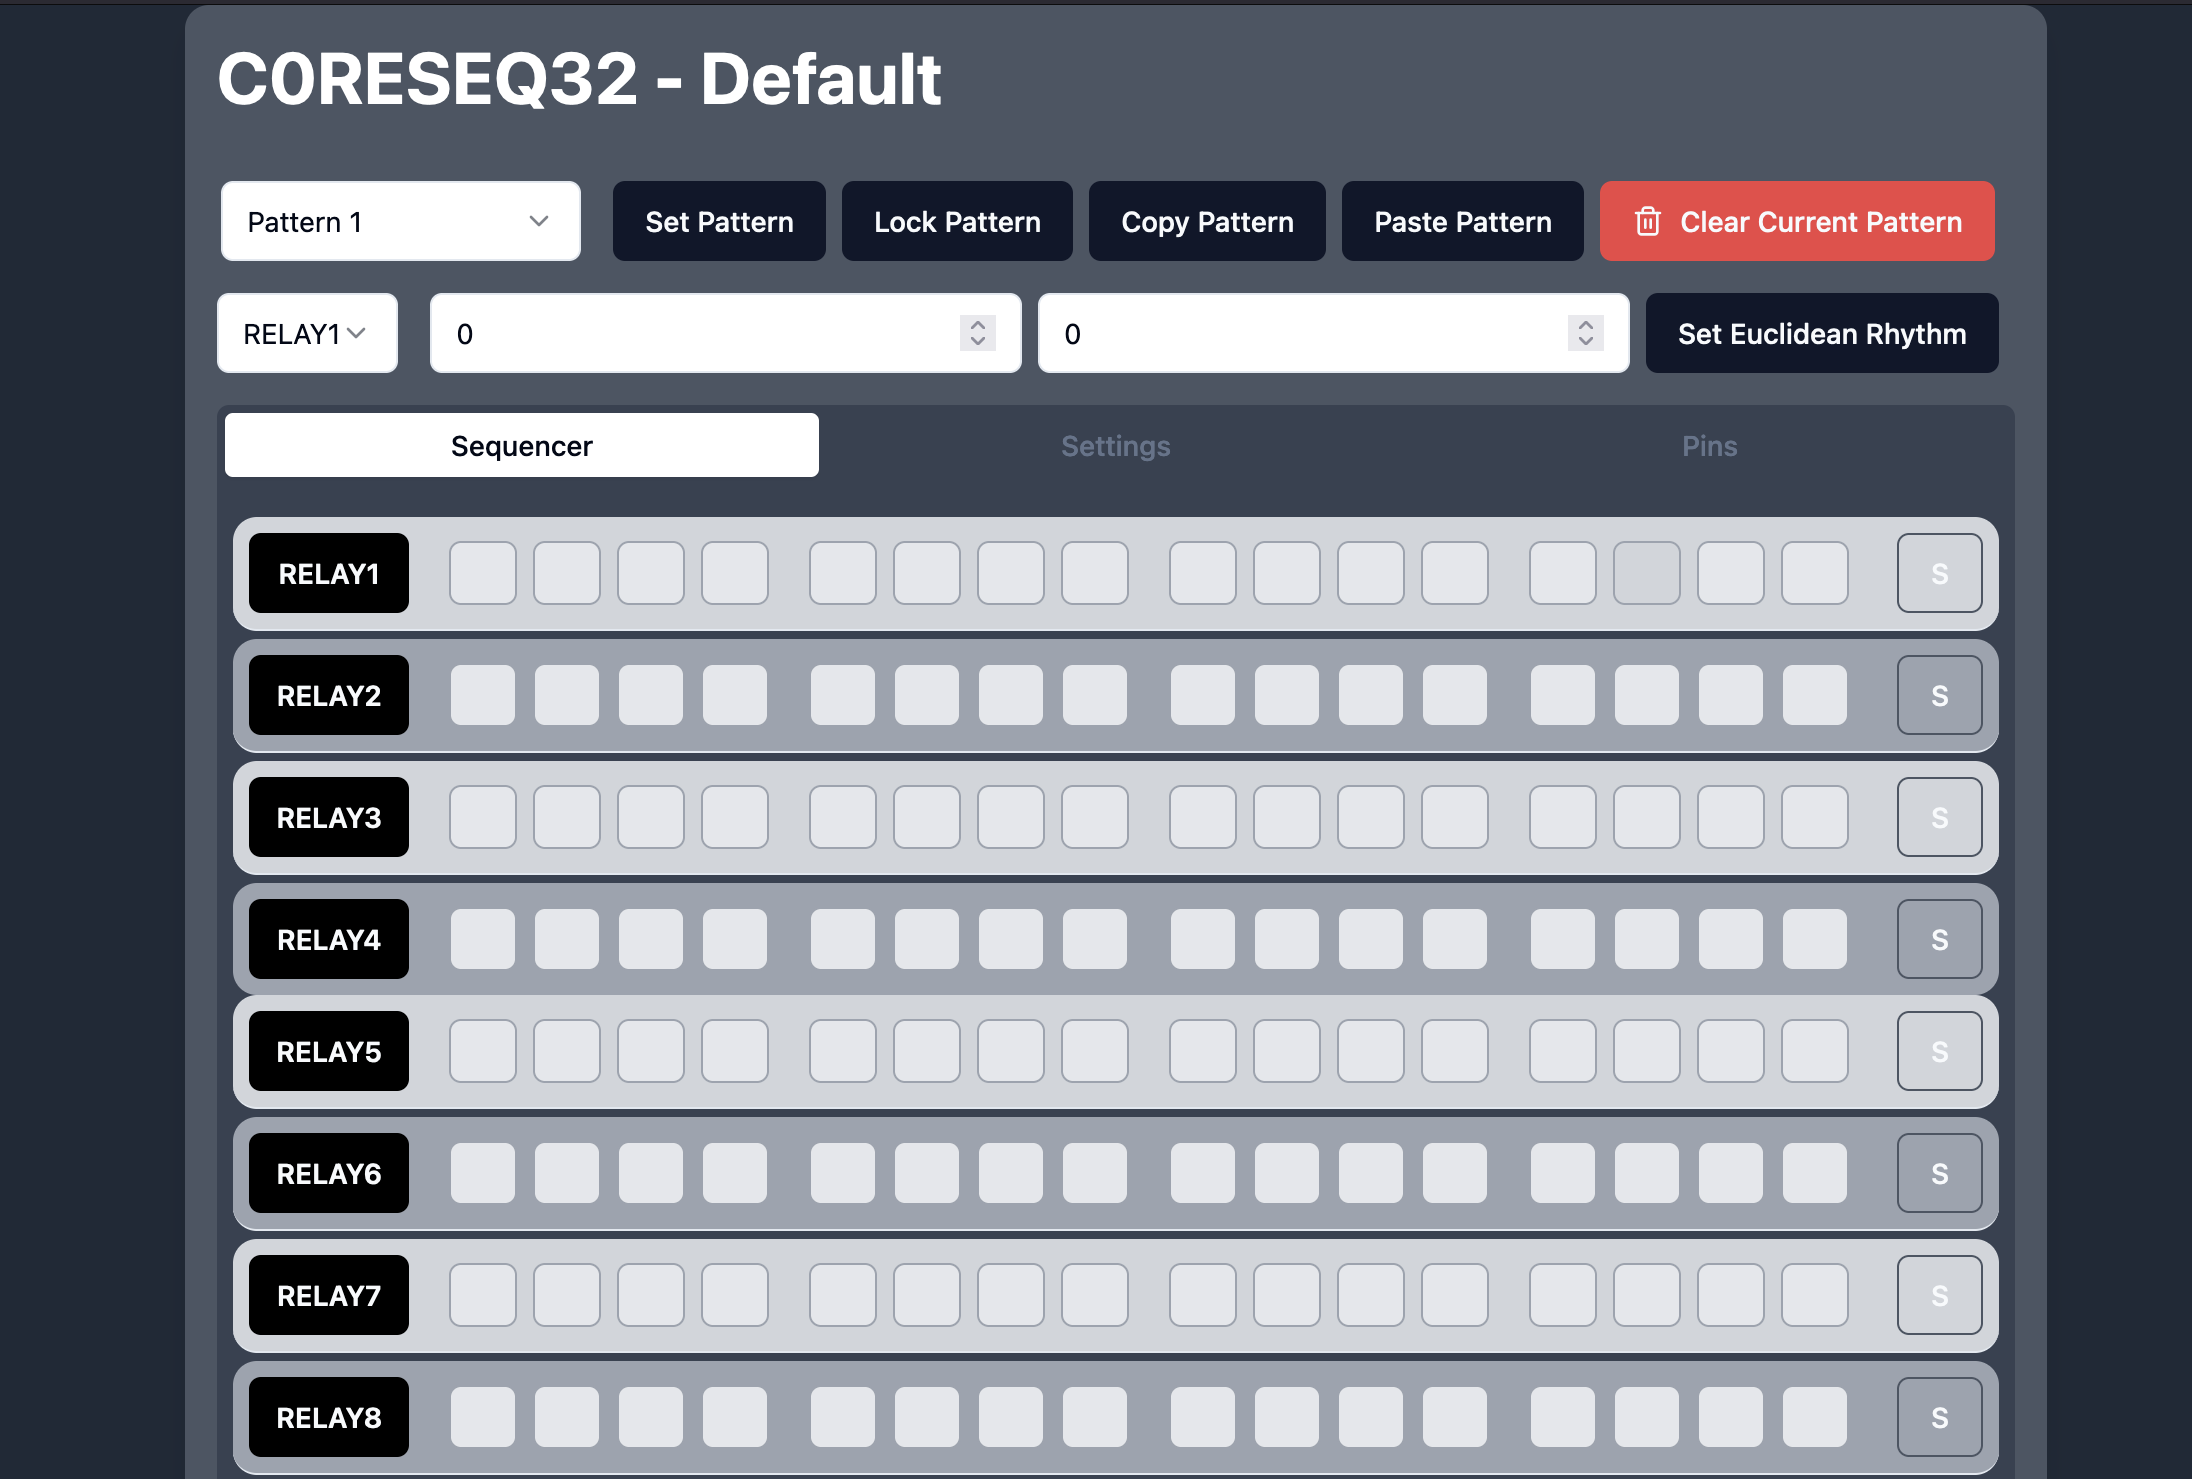 C0RESEQ32 - Default
Pattern 1
Set Pattern
Lock Pattern
Copy Pattern
Paste Pattern
Clear Current Pattern
RELAY1
0
0
Set Euclidean Rhythm
Sequencer
Settings
Pins
RELAY1
S
RELAY2
S
RELAY3
S
RELAY4
S
RELAY5
S
RELAY6
S
RELAY7
S
RELAY8
S